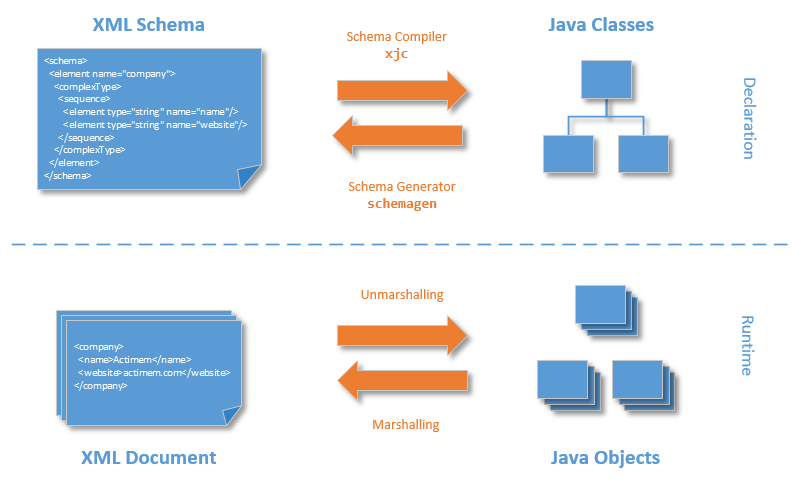 XML Schema
<schema>
<element name="company">
<complexType>
<sequence>
<element type="string" name="name"/>
<element type="string" name="website"/>
</sequence>
</complexType>
</element>
</schema>
Schema Compiler
xjc
Schema Generator
schemagen
Java Classes
Declaration
Unmarshalling
Marshalling
<company>
<name>Actimem</name>
<website>actimem.com</website>
</company>
XML Document
Java Objects
Runtime